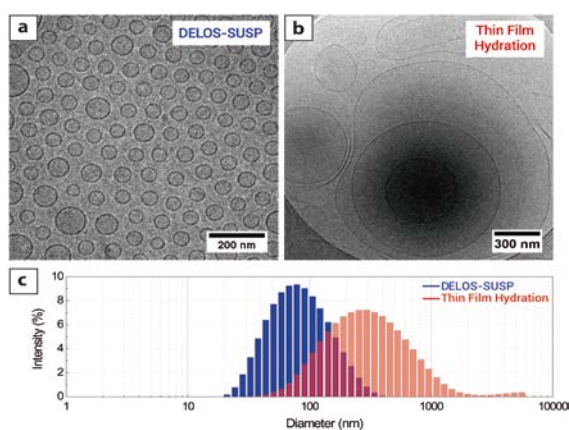 a
DELOS-SUSP
200 nm
b
Thin Film
Hydration
300 nm
c
DELOS-SUSP
Thin Film Hydration
Intensity (%)
10
8
6
4
2
0
1
10
100
1000
10000
Diameter (nm)